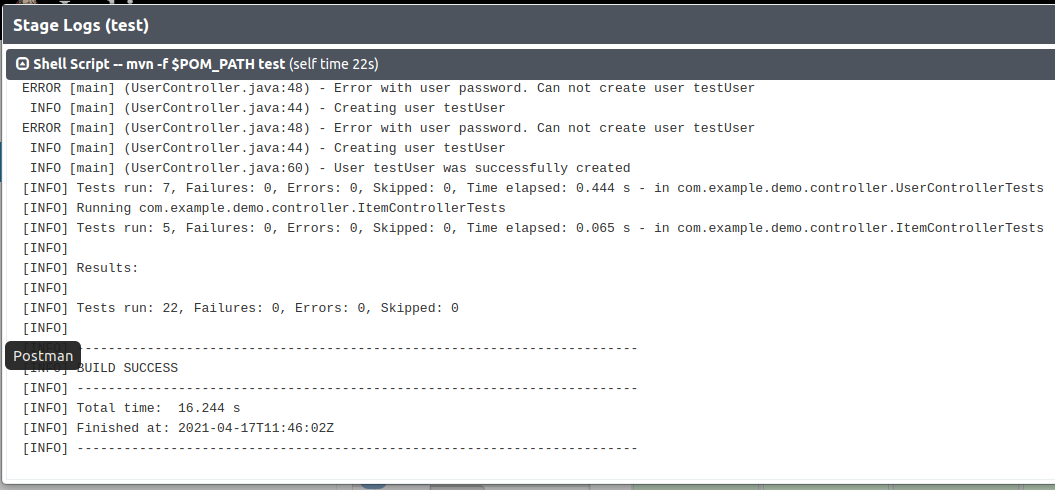 Stage Logs (test)
Shell Script -- mvn -f $POM_PATH test (self time 22s)
ERROR [main] (UserController.java:48) - Error with user password. Can not create user testUser
INFO [main] (UserController.java:44) - Creating user testUser
ERROR [main] (UserController.java:48) - Error with user password. Can not create user testUser
INFO [main] (UserController.java:44) - Creating user testUser
INFO [main] (UserController.java:60) - User testUser was successfully created
[INFO] Tests run: 7, Failures: 0, Errors: 0, Skipped: 0, Time elapsed: 0.444 s - in com.example.demo.controller.UserControllerTests
[INFO] Running com.example.demo.controller.ItemControllerTests
[INFO] Tests run: 5, Failures: 0, Errors: 0, Skipped: 0, Time elapsed: 0.065 s - in com.example.demo.controller.ItemControllerTests
[INFO]
[INFO] Results:
[INFO]
[INFO] Tests run: 22, Failures: 0, Errors: 0, Skipped: 0
[INFO]
[INFO] ------------------------------------------------------------------------
Postman
[INFO] BUILD SUCCESS
[INFO] ------------------------------------------------------------------------
[INFO] Total time:  16.244 s
[INFO] Finished at: 2021-04-17T11:46:02Z
[INFO] ------------------------------------------------------------------------